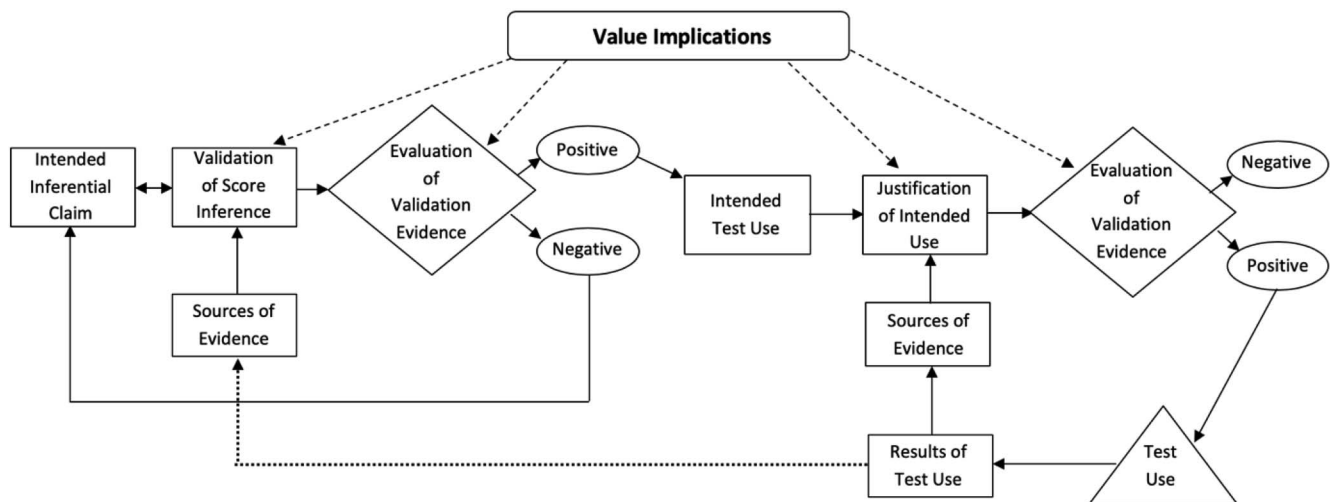 Value Implications
Intended
Inferential
Claim
Validation
of Score
Inference
Evaluation
of
Validation
Evidence
Positive
Negative
Sources of
Evidence
Intended
Test Use
Justification
of Intended
Use
Evaluation
of
Validation
Evidence
Negative
Positive
Sources of
Evidence
Results of
Test Use
Test
Use